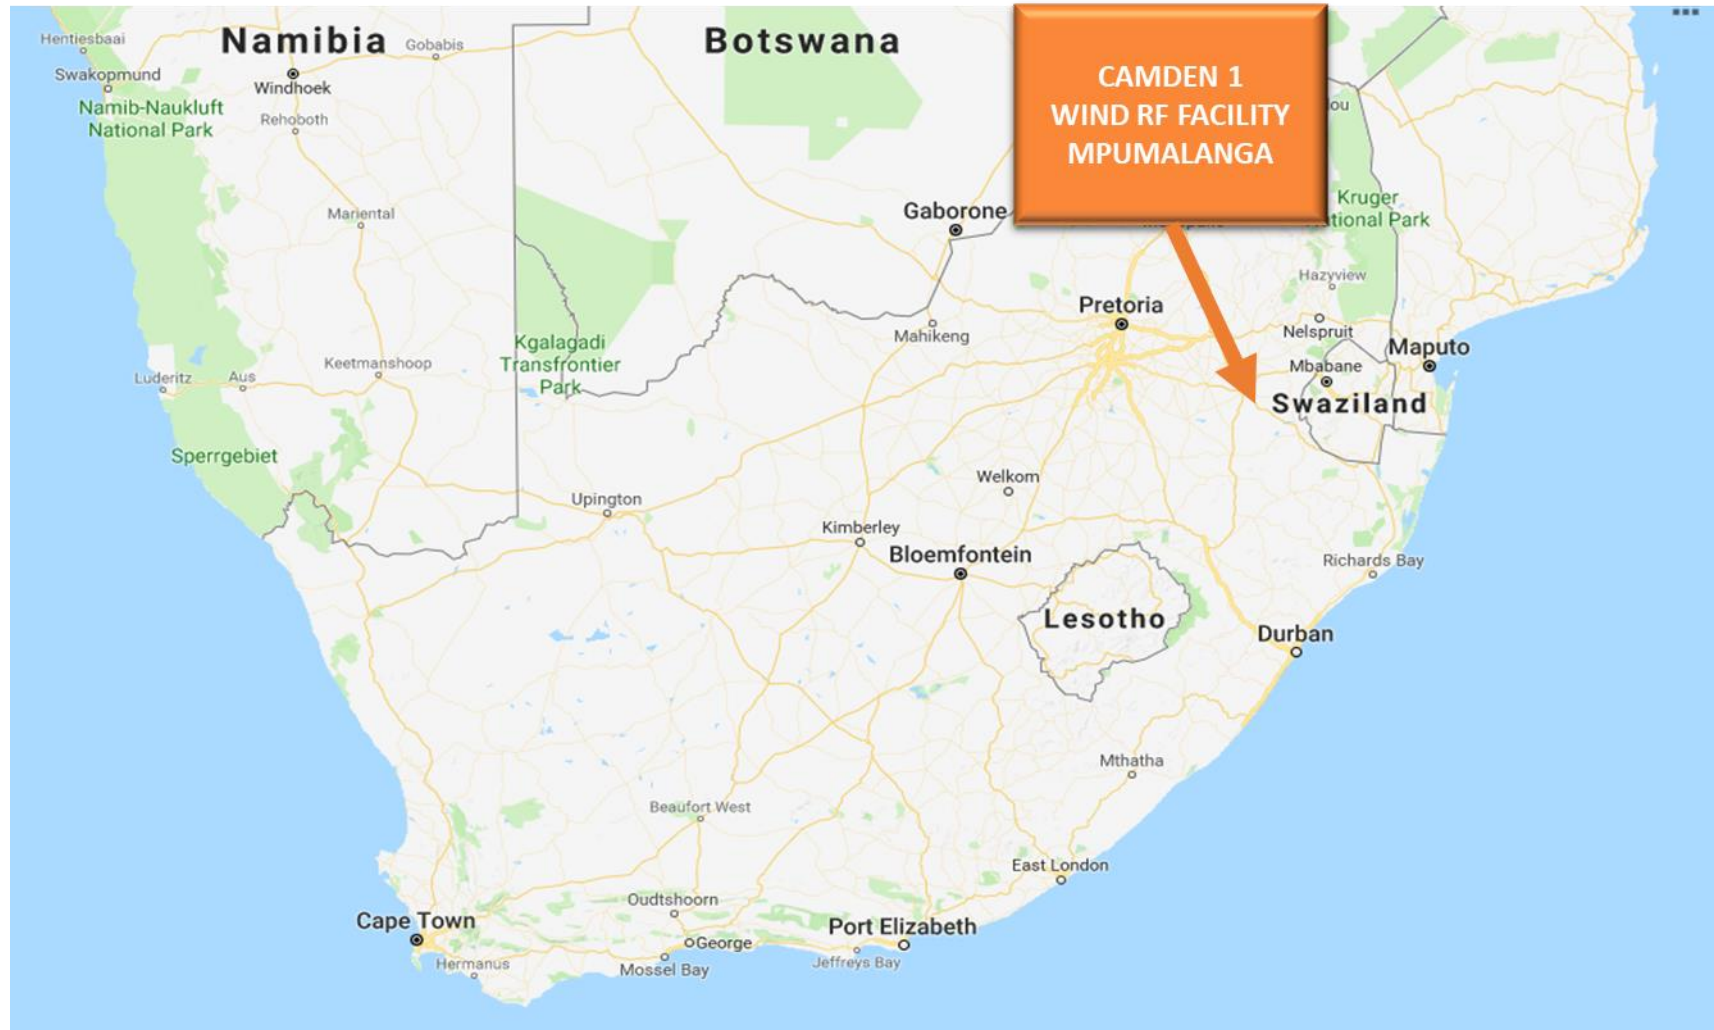 Namibia
Botswana
Hentiesbaai
Gobabis
Swakopmund
Windhoek
Namib-Naukluft
National Park
Rehoboth
CAMDEN 1
WIND RF FACILITY
MPUMALANGA
Mariental
Gaborone
Kruger
Park
Hazyview
Pretoria
Mahikeng
Nelspruit
Kgalagadi
Transfrontier
Park
Keetmanshoop
Maputo
Mbabane
Luderitz
Aus
Swaziland
Sperrgebiet
Welkom
Upington
Kimberley
Bloemfontein
Richards Bay
Lesotho
Durban
Mthatha
Beaufort West
East London
Oudtshoorn
Cape Town
Port Elizabeth
George
Hermanus
Mossel Bay
Jeffreys Bay